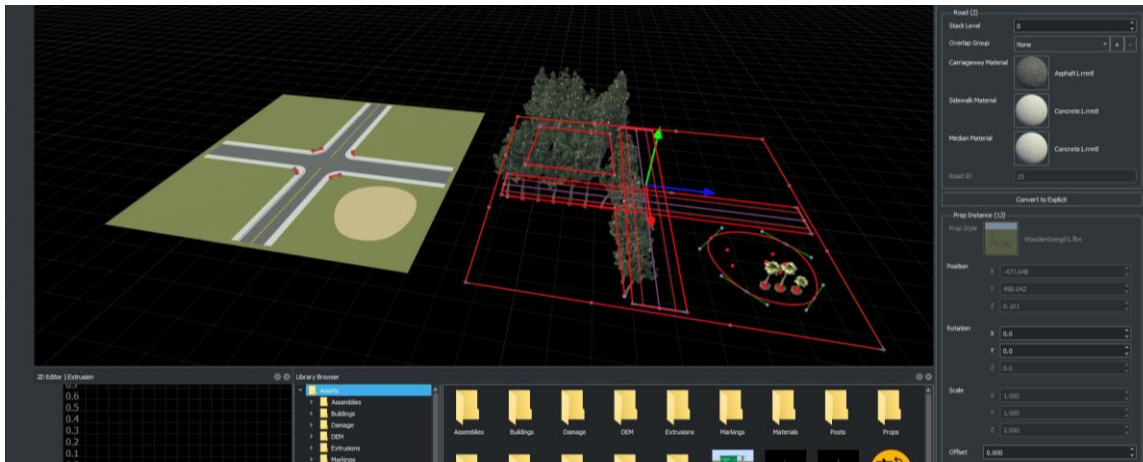 Road (2)
Stack Level 0
Overlap Group None + -
Carriageway Material Asphalt1.rrmtl
Sidewalk Material Concrete1.rrmtl
Median Material Concrete1.rrmtl
Road ID 25
Convert to Explicit
Prop Instance (12)
Prop Style WoodenSwing01.fbx
Position X -477.648
Y 458.042
Z 0.101
Rotation X 0.0
Y 0.0
Z 0.0
Scale X 1.000
Y 1.000
Z 1.000
Offset 0.000
2D Editor | Extrusion
0.7
0.6
0.5
0.4
0.3
0.2
0.1
Library Browser
Assets
Assemblies
Buildings
Damage
DEM
Extrusions
Markings
Assemblies Buildings Damage DEM Extrusions Markings Materials Posts Props